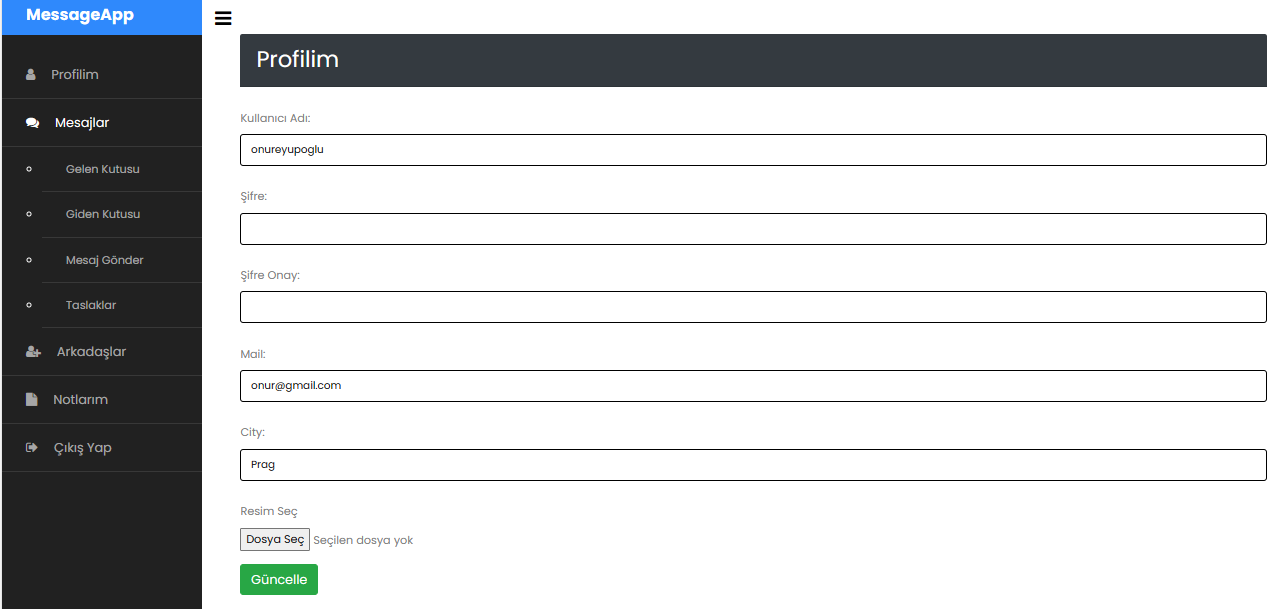 MessageApp
Profilim
Mesajlar
Gelen Kutusu
Giden Kutusu
Mesaj Gönder
Taslaklar
Arkadaşlar
Notlarım
Çıkış Yap
Profilim
Kullanıcı Adı:
onureyupoglu
Şifre:
Şifre Onay:
Mail:
onur@gmail.com
City:
Prag
Resim Seç
Dosya Seç Seçilen dosya yok
Güncelle